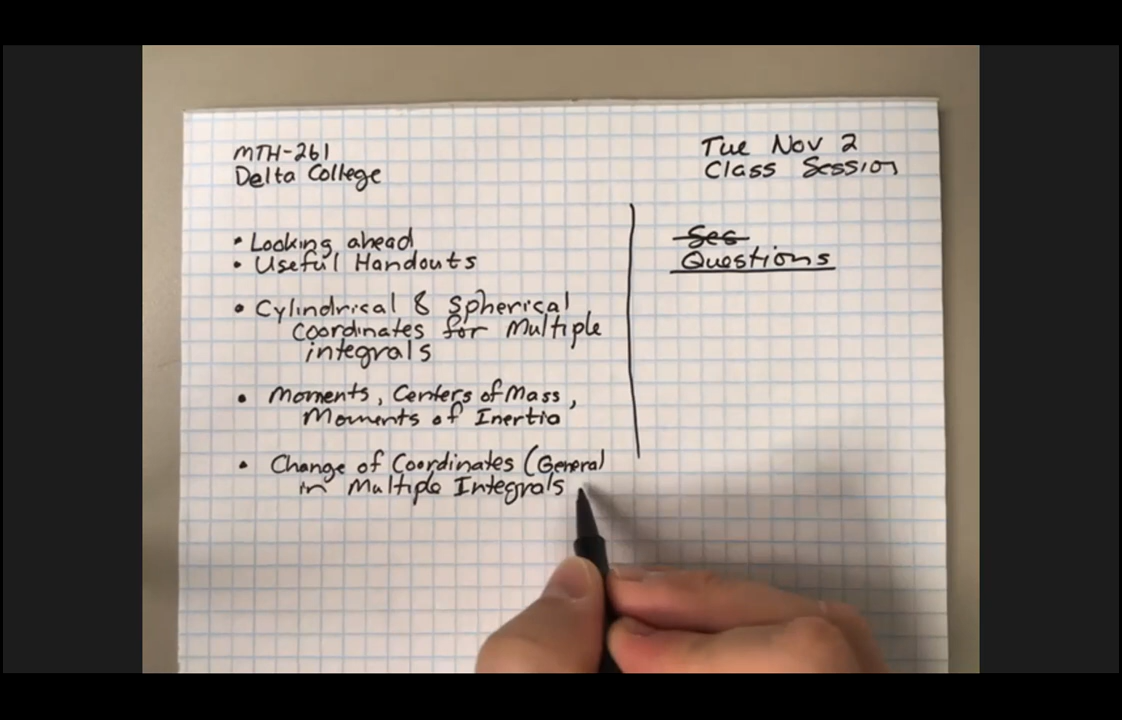 MTH-261
Delta College
Tue Nov 2
Class Session
• Looking ahead
• Useful Handouts
• Cylindrical & Spherical
Coordinates for Multiple
integrals
• Moments, Centers of Mass,
Moments of Inertia
• Change of Coordinates (General)
in Multiple Integrals
Ses
Questions